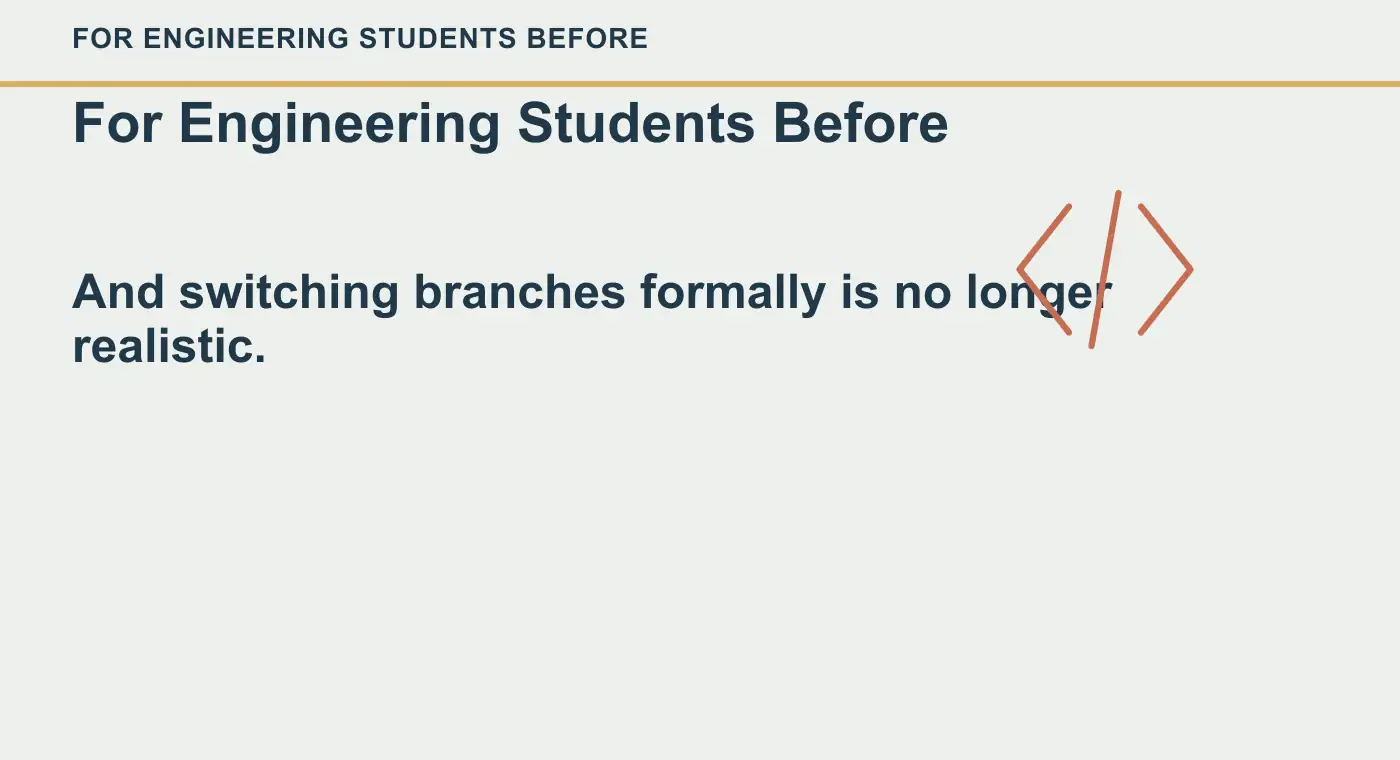 FOR ENGINEERING STUDENTS BEFORE
For Engineering Students Before
And switching branches formally is no longer
realistic.